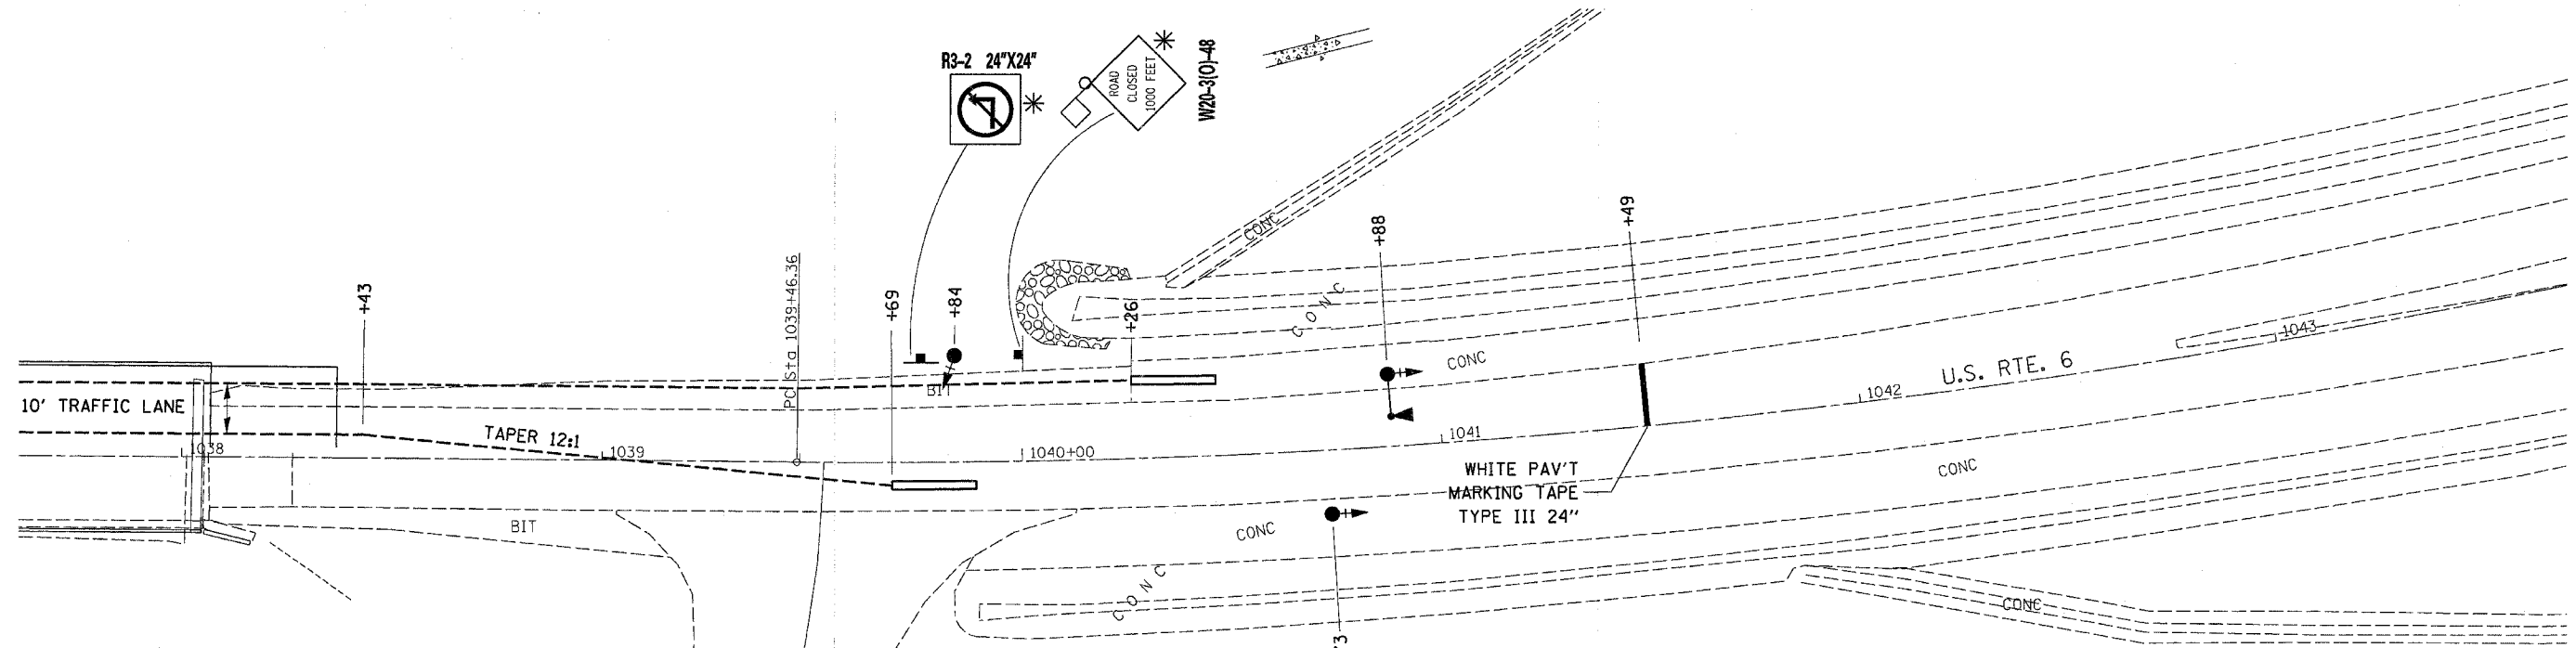 R3-2 24"X24"
ROAD
CLOSED
1000 FEET
W20-3(O)-48
CONC
+49
+88
CONC
PC Sta 1039+46.36
+43
+69
+84
+26
1043
CONC
U.S. RTE. 6
BIT
1042
10' TRAFFIC LANE
TAPER 12:1
1041
1038
1039
1040+00
WHITE PAV'T
MARKING TAPE
TYPE III 24"
CONC
BIT
CONC
CONC
CONC